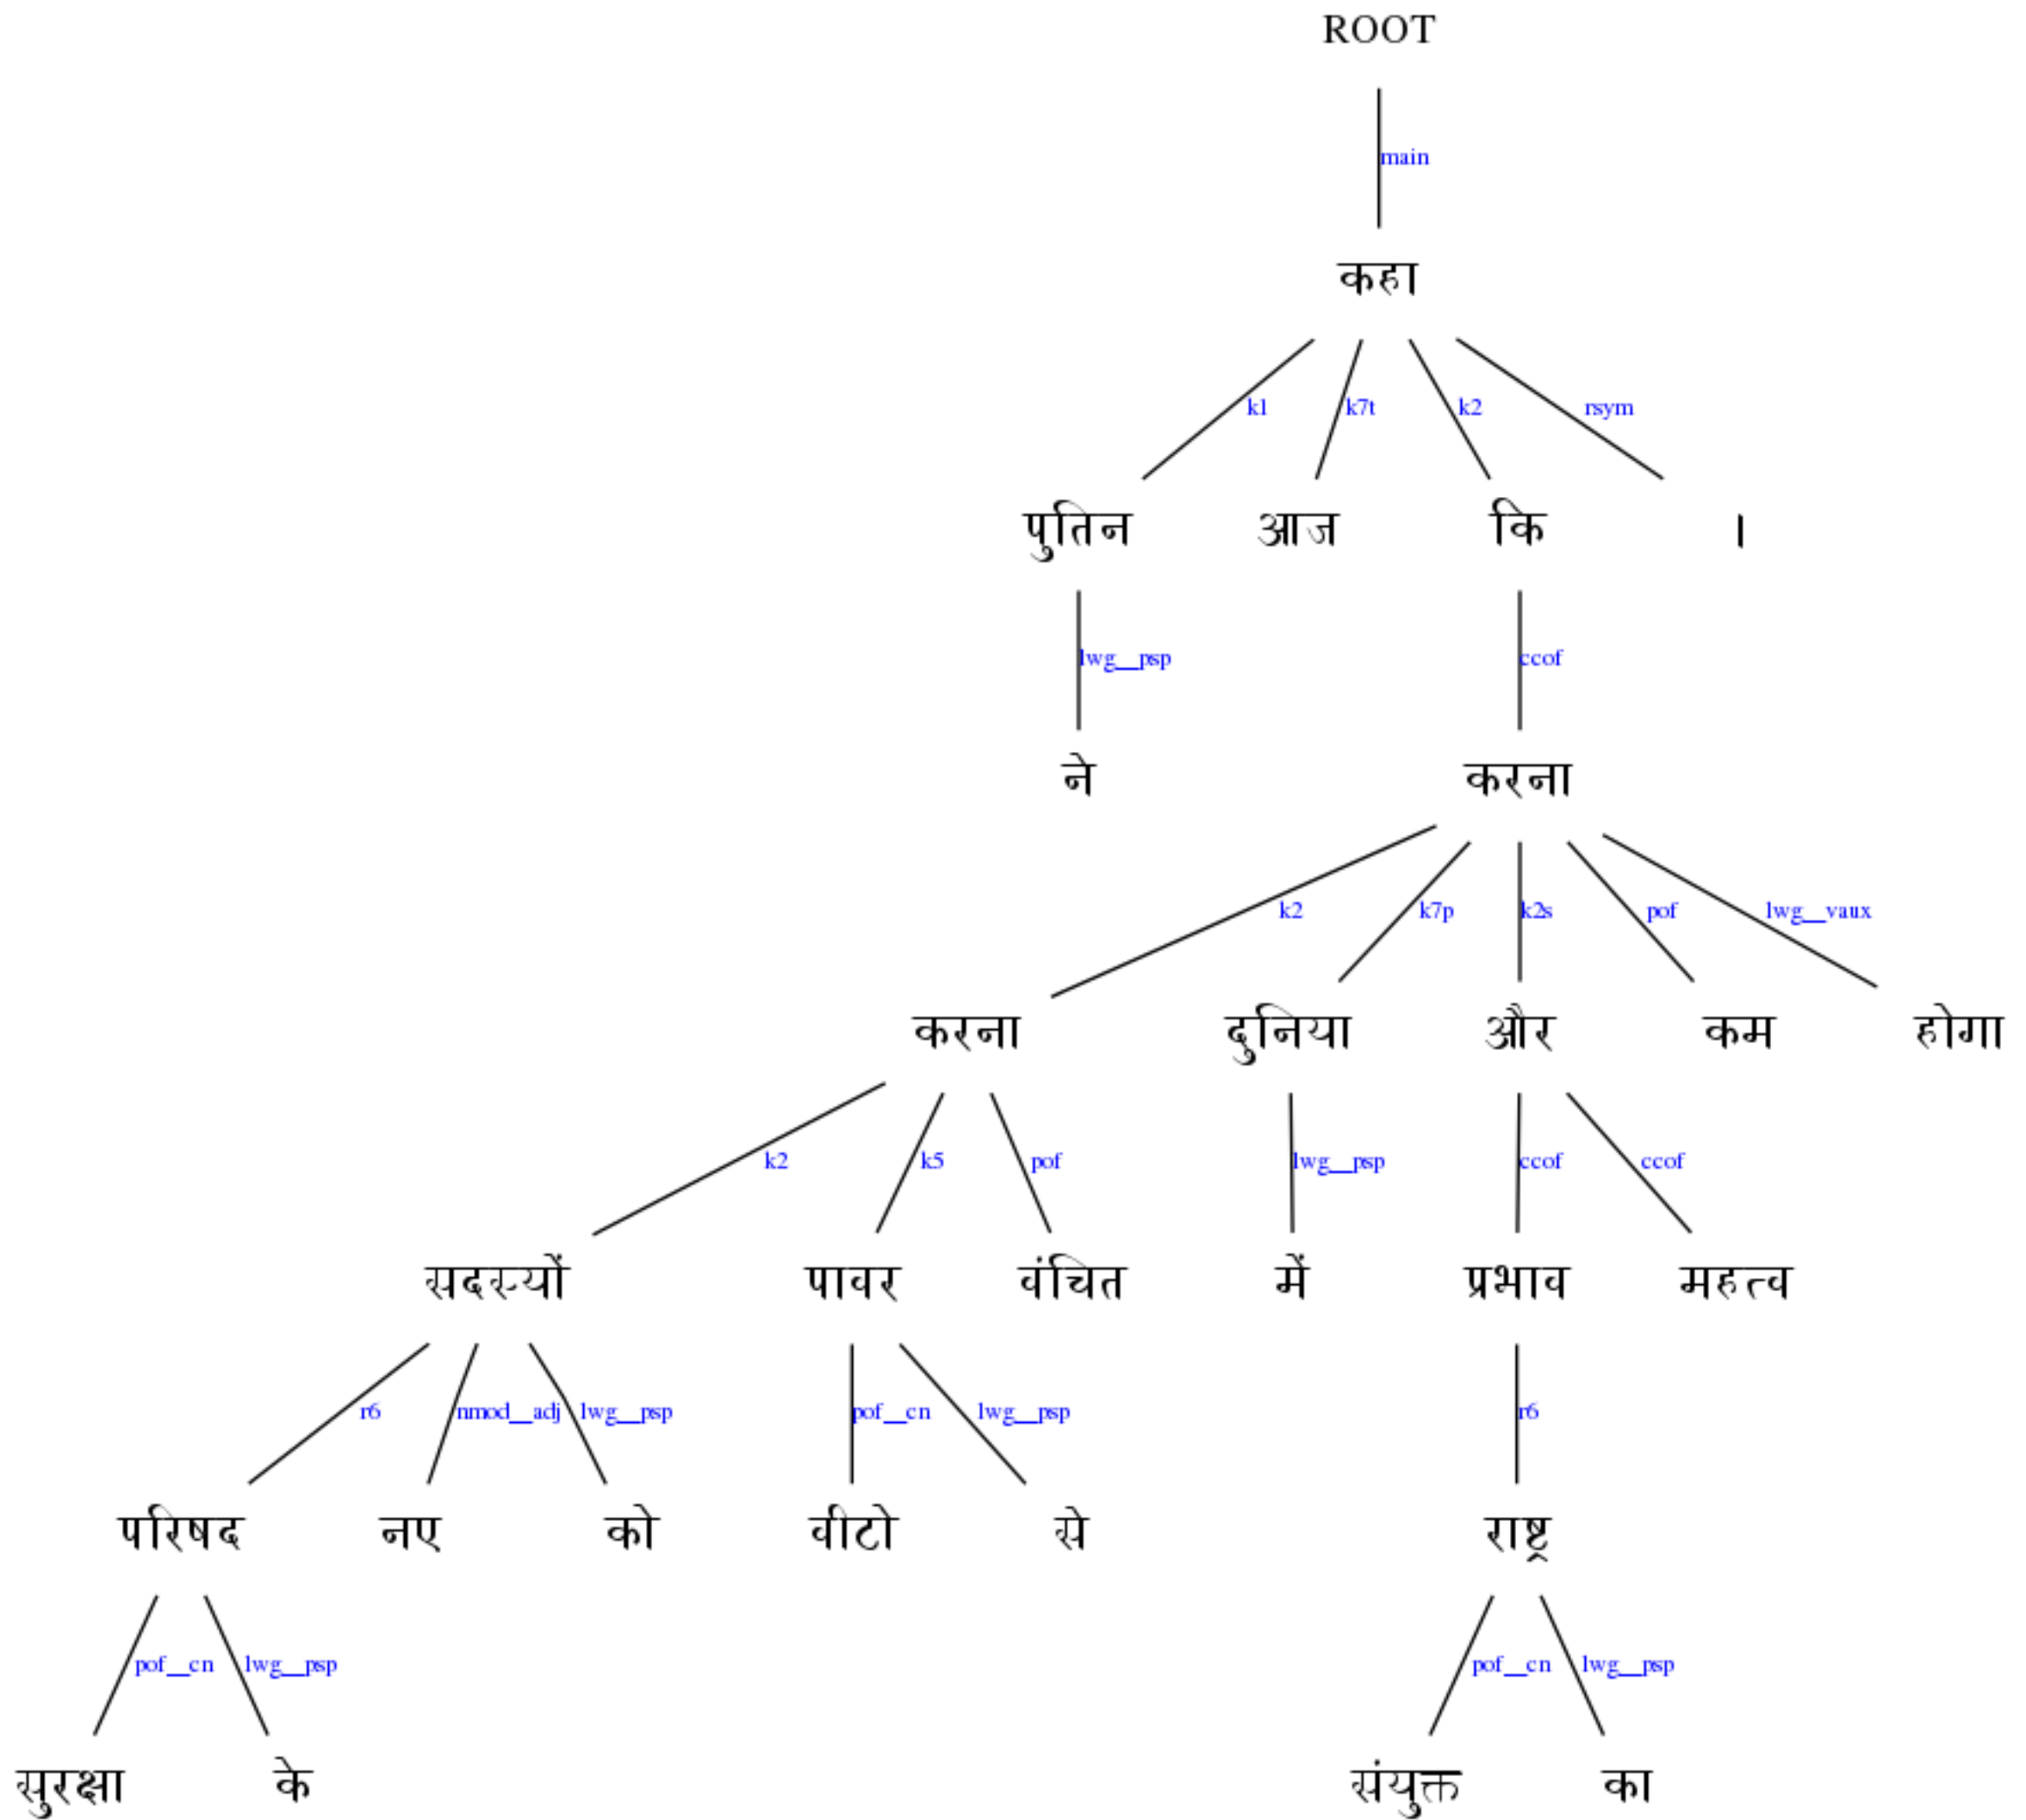 ROOT
main
कहा
k1 k7t k2 rsym
पुतिन आज कि ।
lwg__psp ccof
ने करना
k2 k7p k2s pof lwg__vaux
करना दुनिया और कम होगा
k2 k5 pof lwg__psp ccof ccof
सदस्यों पावर वंचित में प्रभाव महत्व
r6 nmod__adj lwg__psp pof__cn lwg__psp r6
परिषद नए को वीटो से राष्ट्र
pof__cn lwg__psp pof__cn lwg__psp
सुरक्षा के संयुक्त का